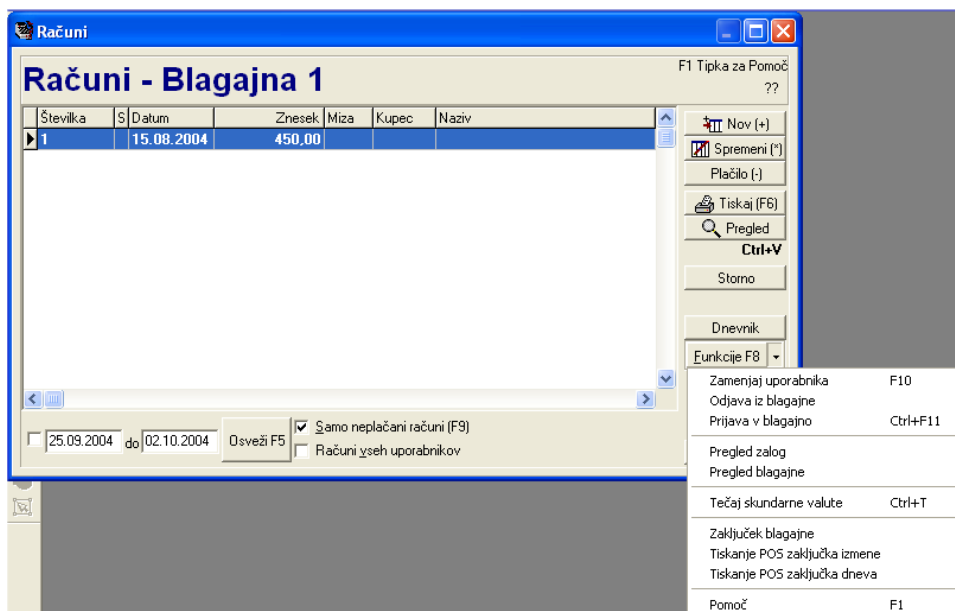 Računi
Računi - Blagajna 1
F1 Tipka za Pomoč
??
Številka S Datum Znesek Miza Kupec Naziv
1 15.08.2004 450,00
Nov (+)
Spremeni (*)
Plačilo (-)
Tiskaj (F6)
Pregled
Ctrl+V
Storno
Dnevnik
Funkcije F8
25.09.2004 do 02.10.2004 Osveži F5
Samo neplačani računi (F9)
Računi vseh uporabnikov
Zamenjaj uporabnika F10
Odjava iz blagajne
Prijava v blagajno Ctrl+F11
Pregled zalog
Pregled blagajne
Tečaj skundarne valute Ctrl+T
Zaključek blagajne
Tiskanje POS zaključka izmene
Tiskanje POS zaključka dneva
Pomoč F1